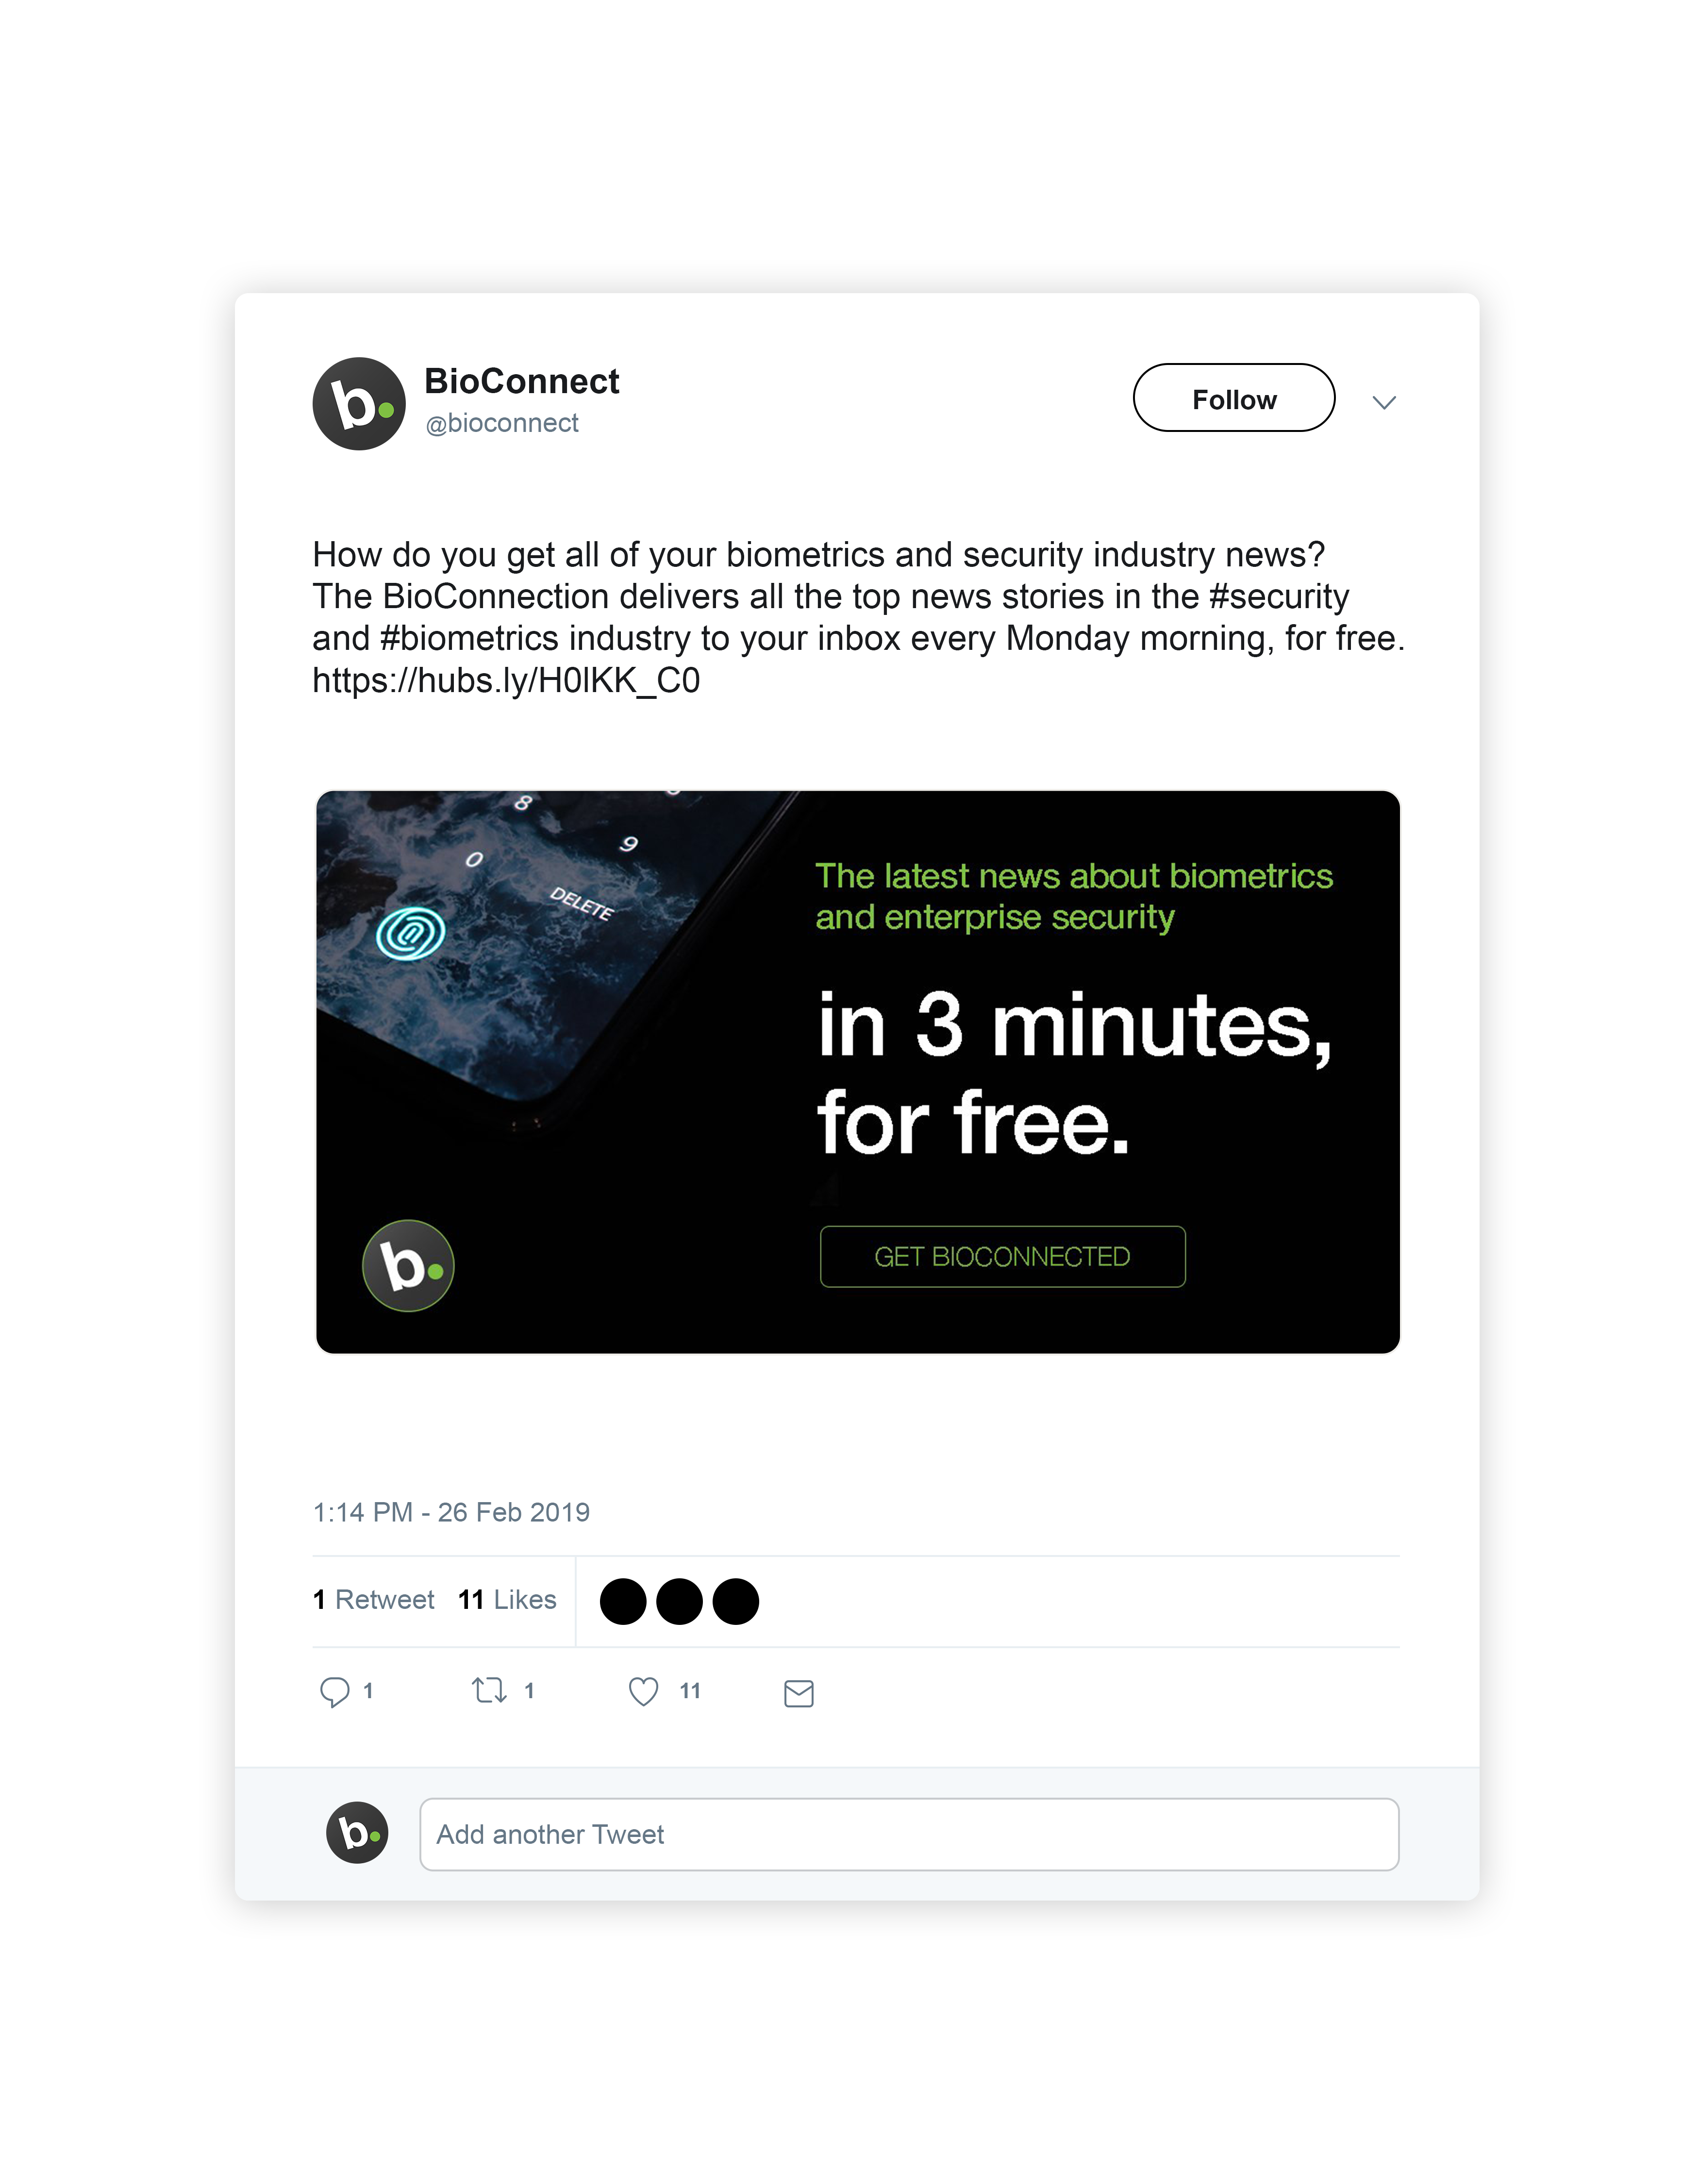 b.
BioConnect
@bioconnect
Follow
How do you get all of your biometrics and security industry news?
The BioConnection delivers all the top news stories in the #security
and #biometrics industry to your inbox every Monday morning, for free.
https://hubs.ly/H0lKK_C0
8
0
9
DELETE
The latest news about biometrics
and enterprise security
in 3 minutes,
for free.
b.
GET BIOCONNECTED
1:14 PM - 26 Feb 2019
1 Retweet 11 Likes
1 1 11
b.
Add another Tweet